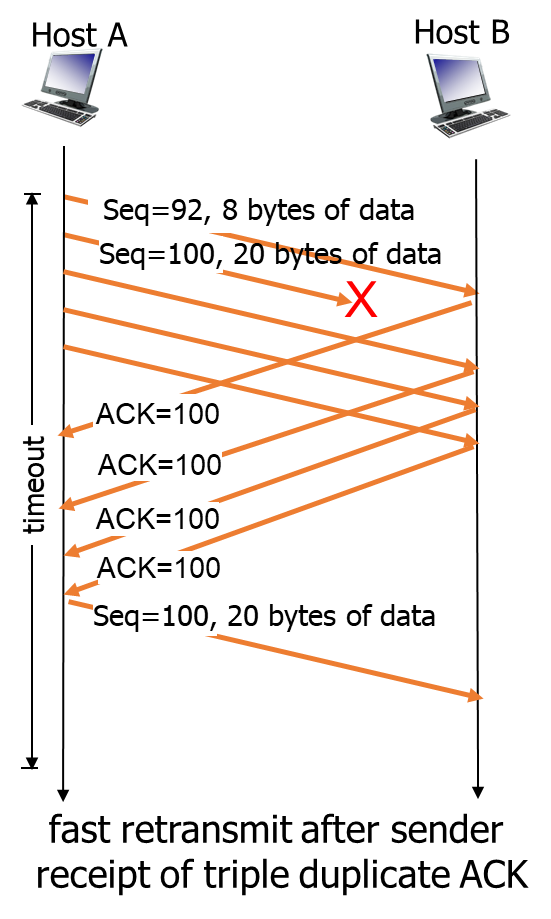 Host A
Host B
Seq=92, 8 bytes of data
Seq=100, 20 bytes of data
X
ACK=100
timeout
ACK=100
ACK=100
ACK=100
Seq=100, 20 bytes of data
fast retransmit after sender
receipt of triple duplicate ACK